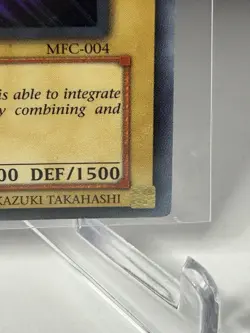 MFC-004
is able to integrate
y combining and
00 DEF/1500
KAZUKI TAKAHASHI